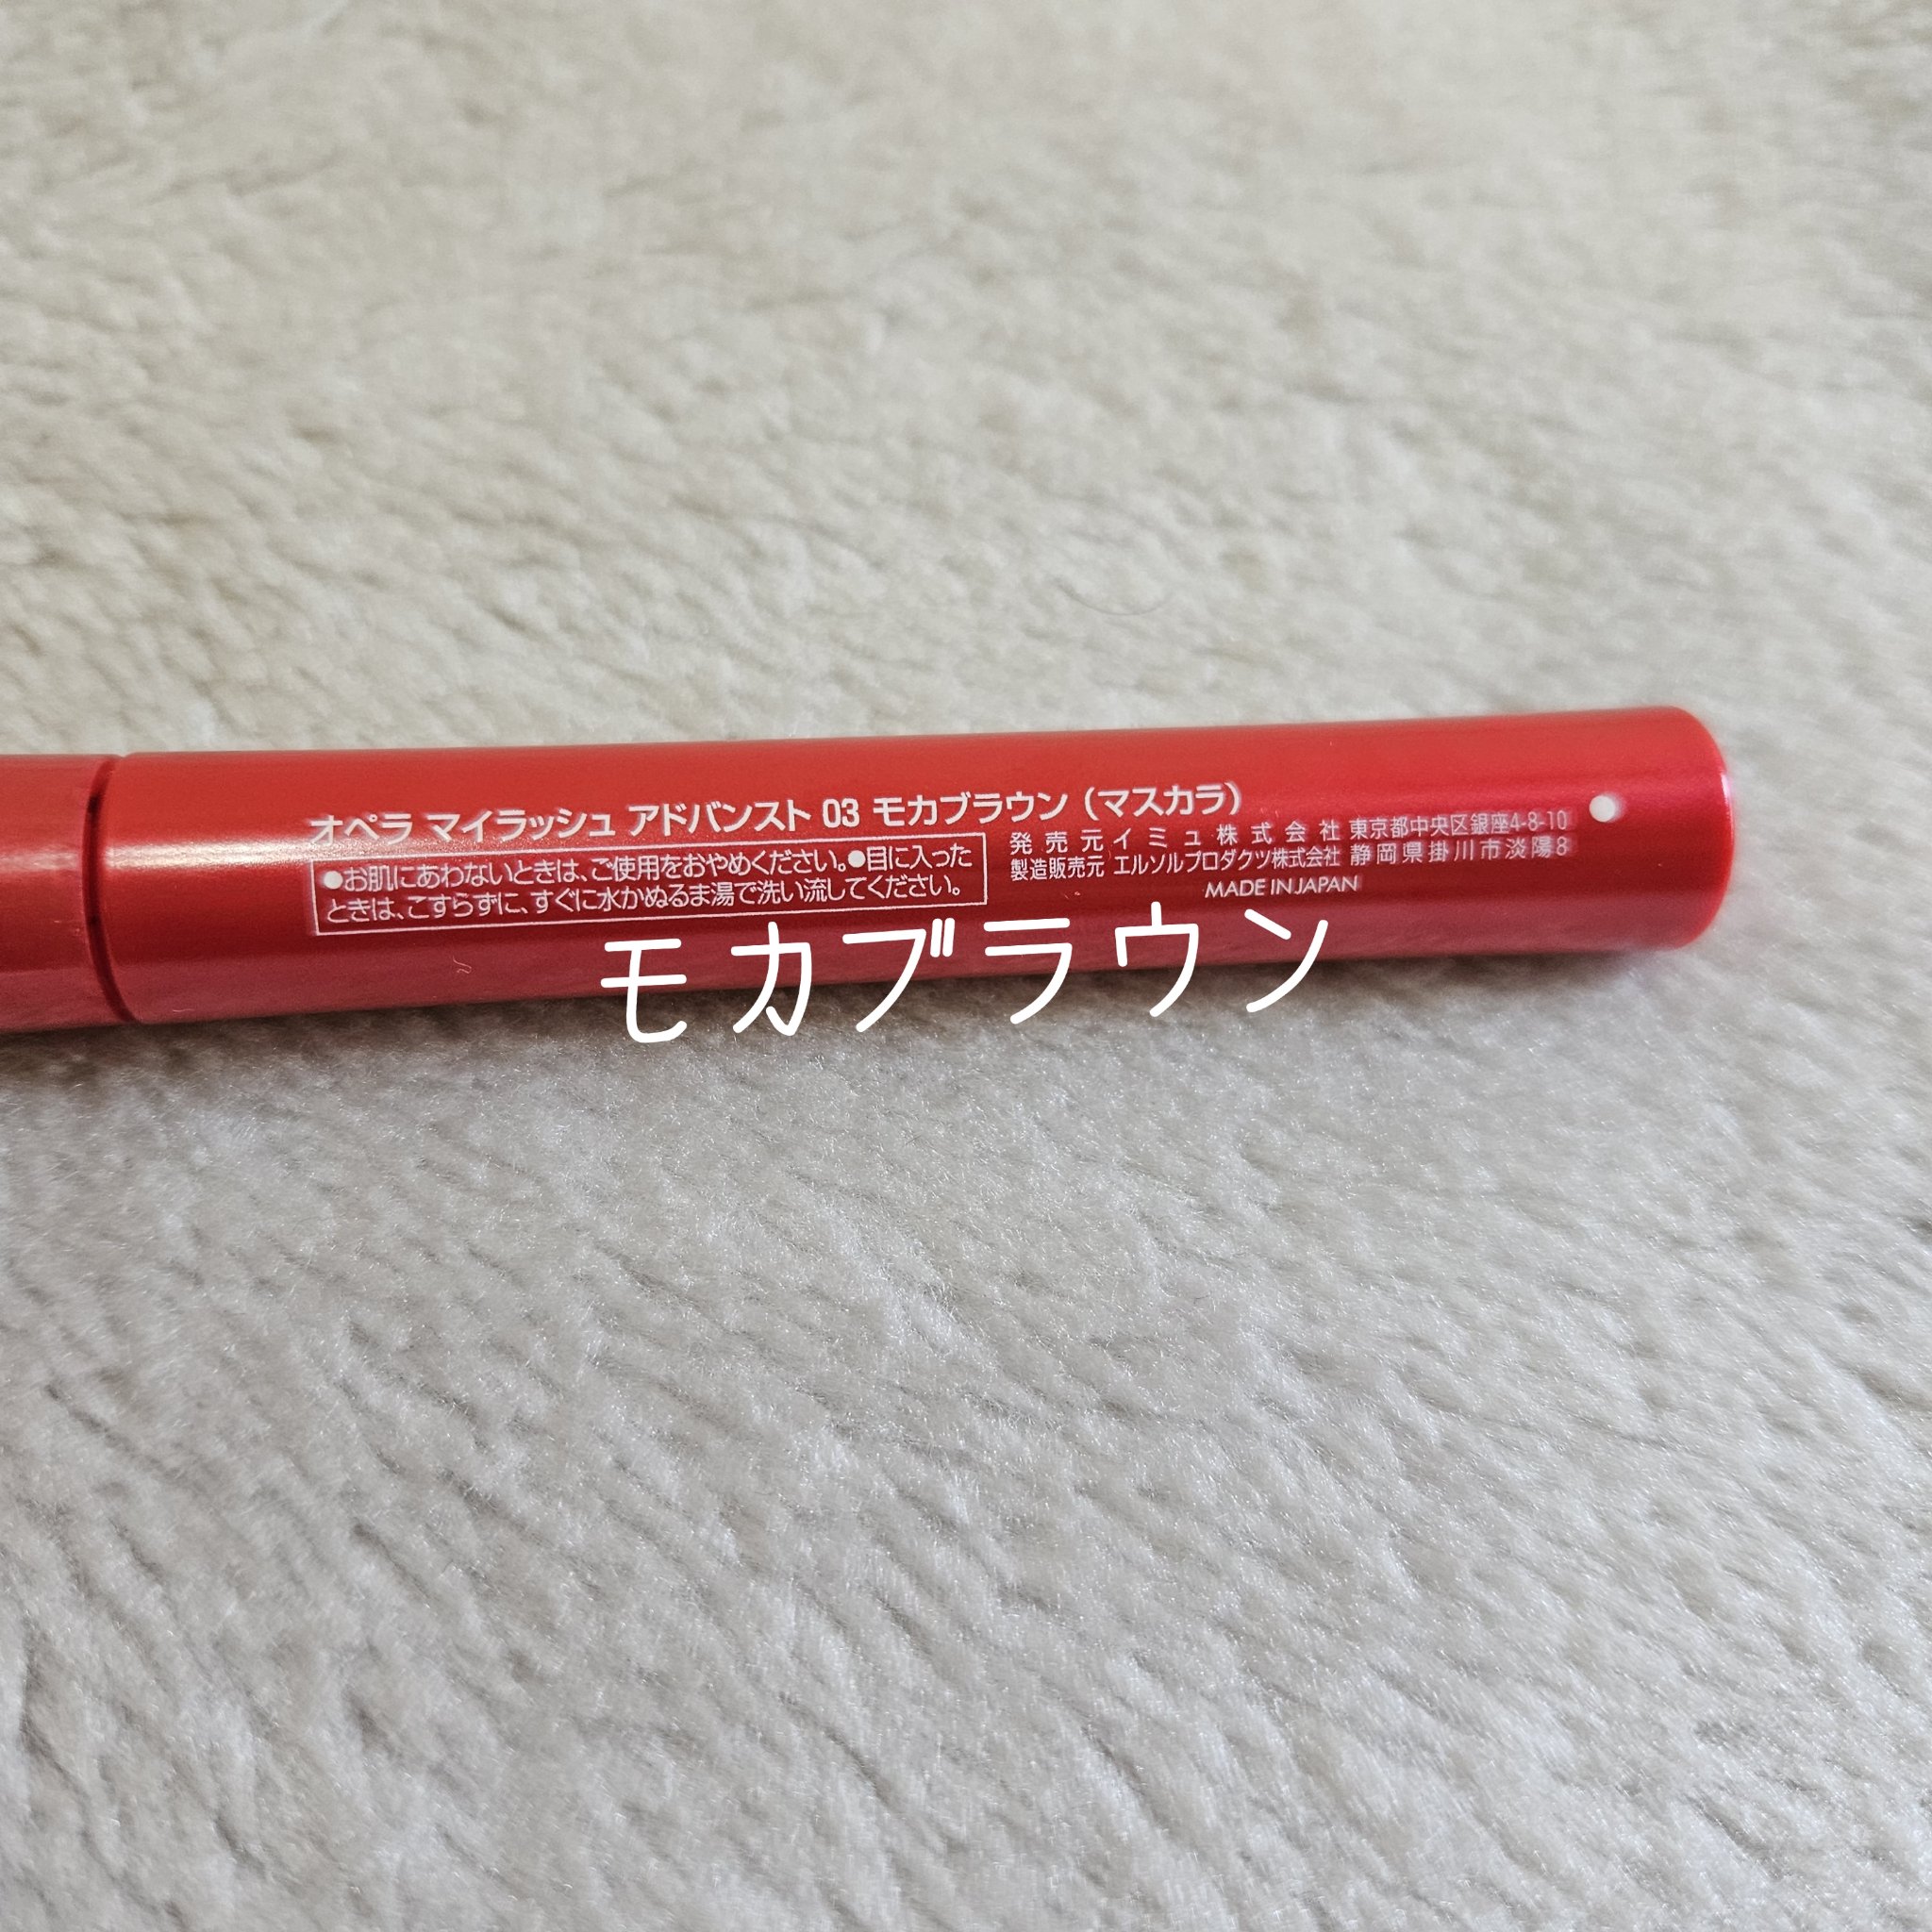 オペラ マイラッシュ アドバンスト 03 モカブラウン（マスカラ）
●お肌にあわないときは、ご使用をおやめください。●目に入った
ときは、こすらずに、すぐに水かぬるま湯で洗い流してください。
発売元 イミュ株式会社 東京都中央区銀座4-8-10
製造販売元 エルソルプロダクツ株式会社 静岡県掛川市淡陽8
MADE IN JAPAN
モカブラウン